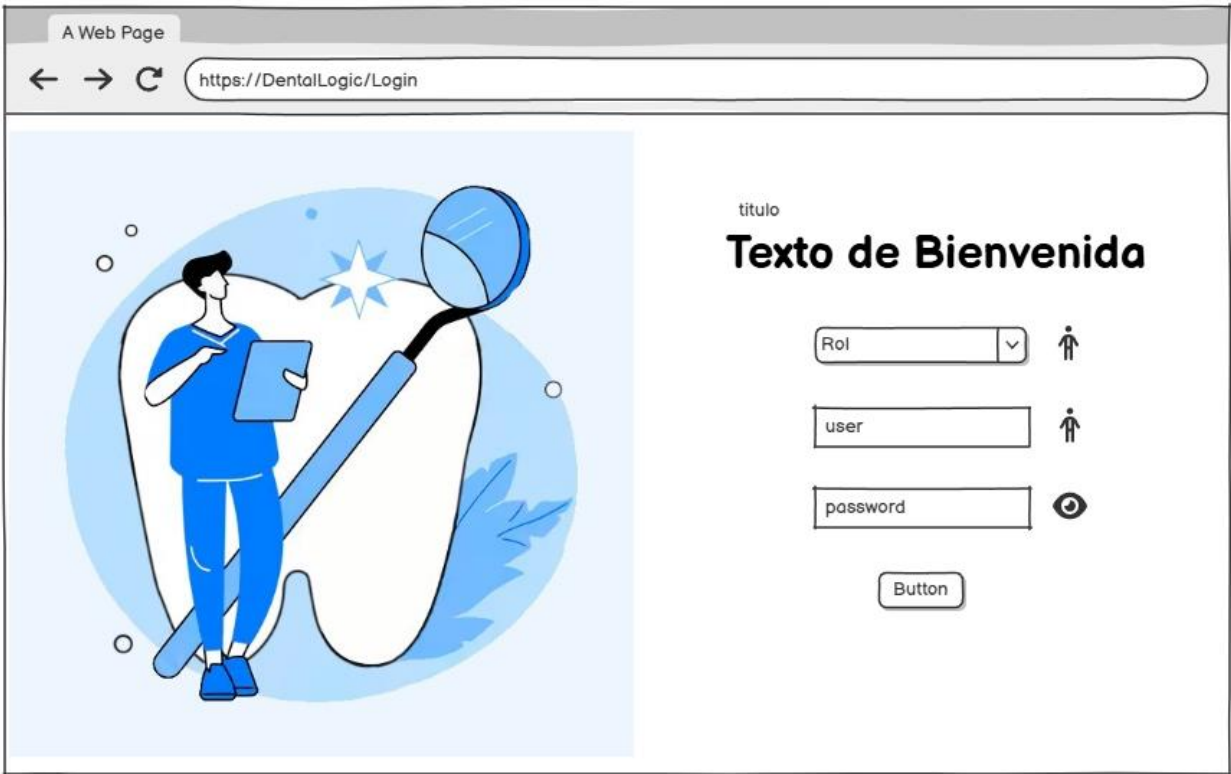 A Web Page
https://DentalLogic/Login
titulo
Texto de Bienvenida
Rol
user
password
Button